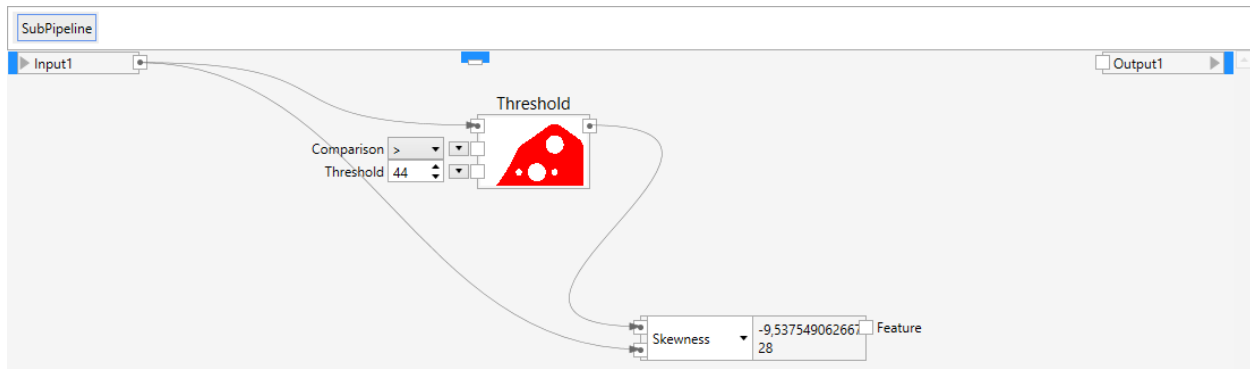 SubPipeline
Input1
Output1
Threshold
Comparison >
Threshold 44
Skewness
-9,537549062667
28
Feature